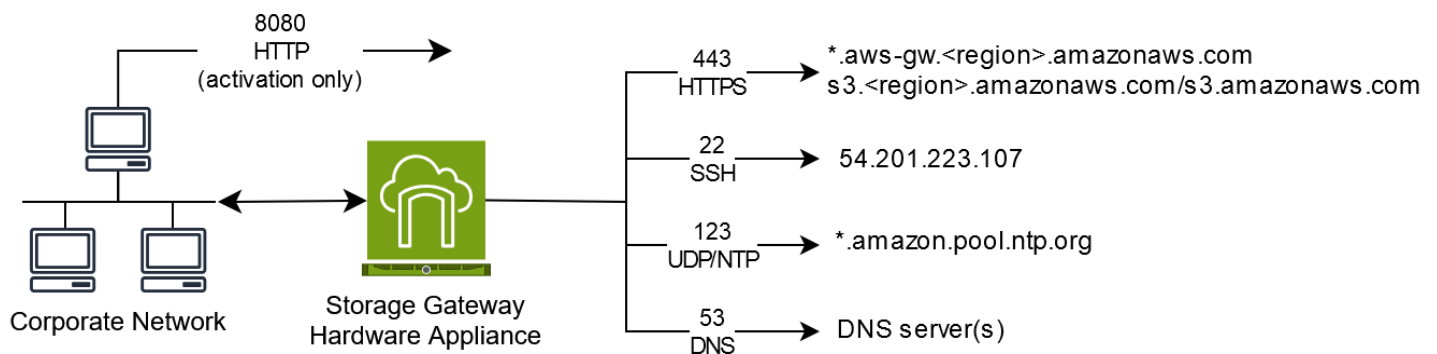 8080
HTTP
(activation only)
443
HTTPS
*.aws-gw.<region>.amazonaws.com
s3.<region>.amazonaws.com/s3.amazonaws.com
22
SSH
54.201.223.107
123
UDP/NTP
*.amazon.pool.ntp.org
53
DNS
DNS server(s)
Corporate Network
Storage Gateway
Hardware Appliance